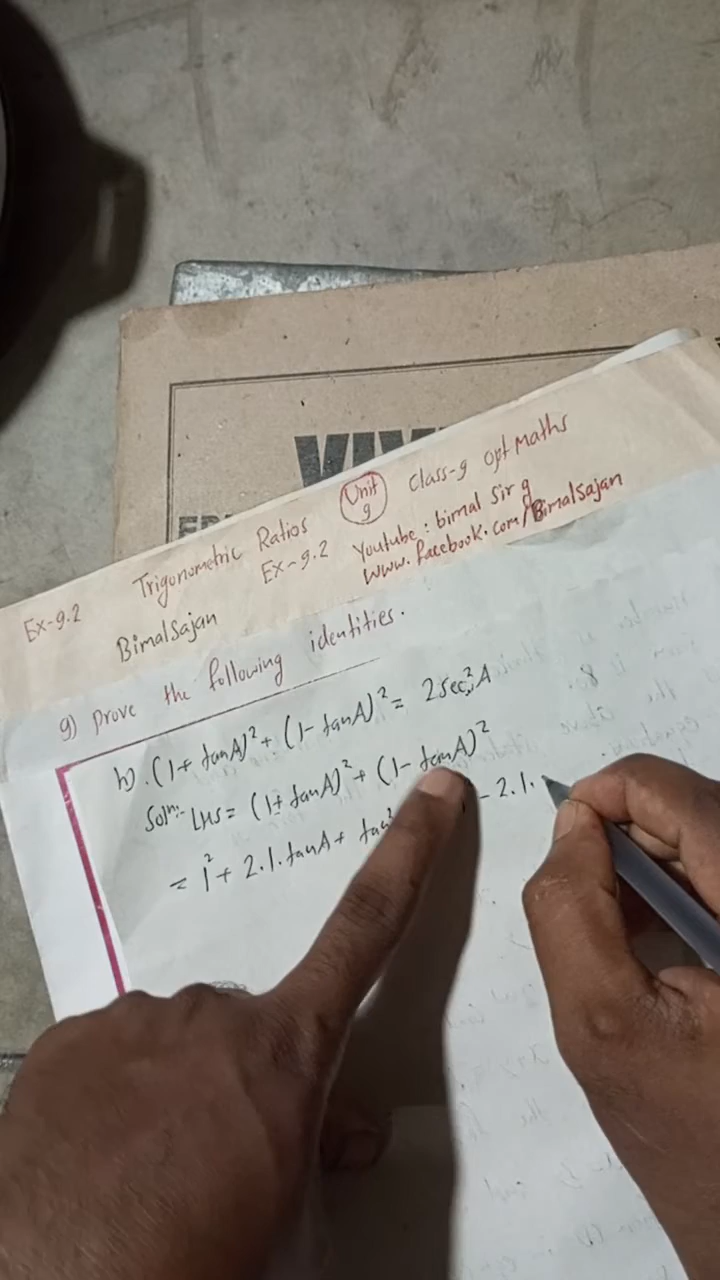 Ex-9.2 Trigonometric Ratios Unit 9 Class-9 opt Maths
BimalSajan Ex-9.2 Youtube: bimal sir g
www.facebook.com/BimalSajan
9) prove the following identities.
h). (1+ tanA)² + (1- tanA)² = 2sec²A
Solⁿ:- LHS = (1+ tanA)² + (1- tanA)²
= 1² + 2.1.tanA + tan² - 2.1.